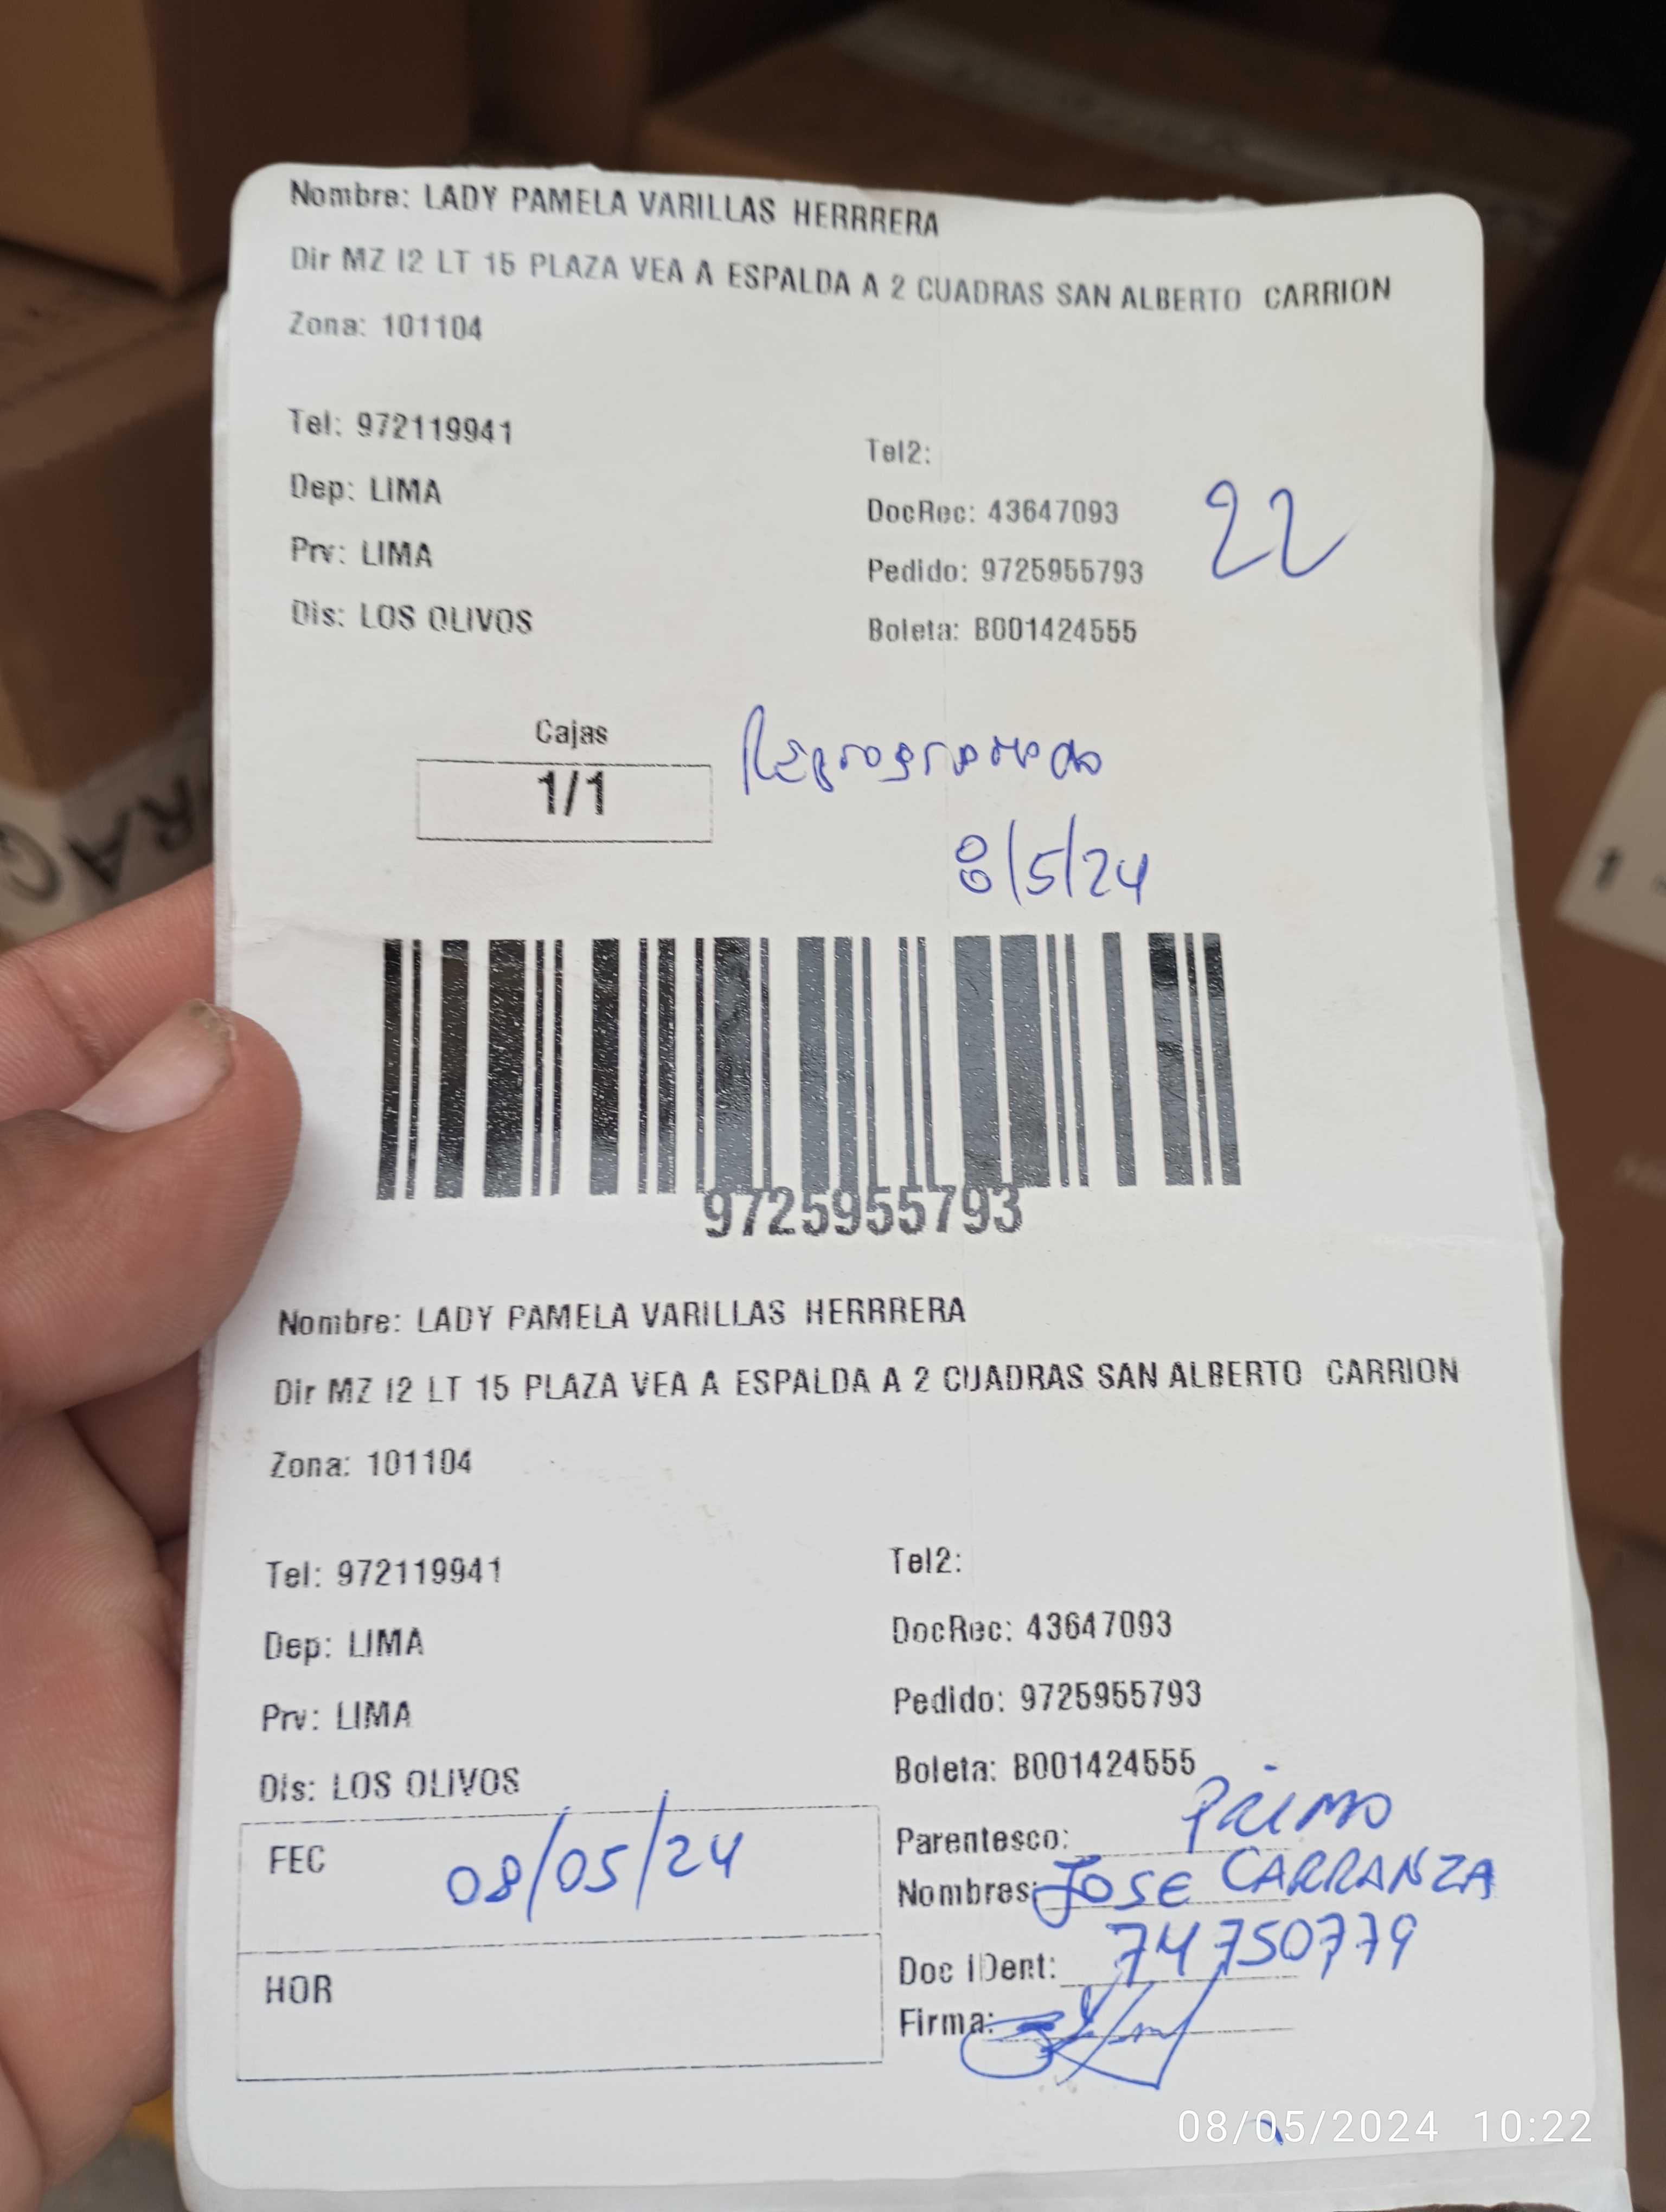 Nombre: LADY PAMELA VARILLAS HERRRERA
Dir MZ I2 LT 15 PLAZA VEA A ESPALDA A 2 CUADRAS SAN ALBERTO CARRION
Zona: 101104
Tel: 972119941
Tel2:
Dep: LIMA
DocRec: 43647093
22
Prv: LIMA
Pedido: 9725955793
Dis: LOS OLIVOS
Boleta: B001424555
Cajas
1/1
Reprogramado
8/5/24
9725955793
Nombre: LADY PAMELA VARILLAS HERRRERA
Dir MZ I2 LT 15 PLAZA VEA A ESPALDA A 2 CUADRAS SAN ALBERTO CARRION
Zona: 101104
Tel: 972119941
Tel2:
Dep: LIMA
DocRec: 43647093
Prv: LIMA
Pedido: 9725955793
Dis: LOS OLIVOS
Boleta: B001424555
FEC 08/05/24
HOR
Parentesco: Primo
Nombres: JOSE CARRANZA
Doc IDent: 74750779
Firma:
08/05/2024 10:22